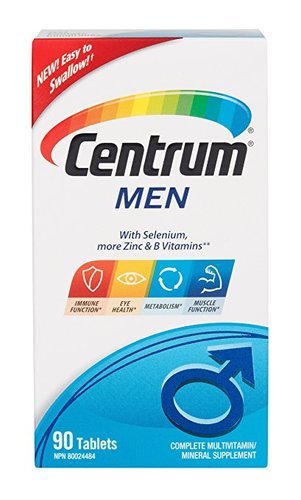 NEW! Easy to
Swallow!††
Centrum®
MEN
With Selenium,
more Zinc & B Vitamins**
IMMUNE
FUNCTION*
EYE
HEALTH*
METABOLISM*
MUSCLE
FUNCTION*
90 Tablets
NPN 80024484
COMPLETE MULTIVITAMIN/
MINERAL SUPPLEMENT